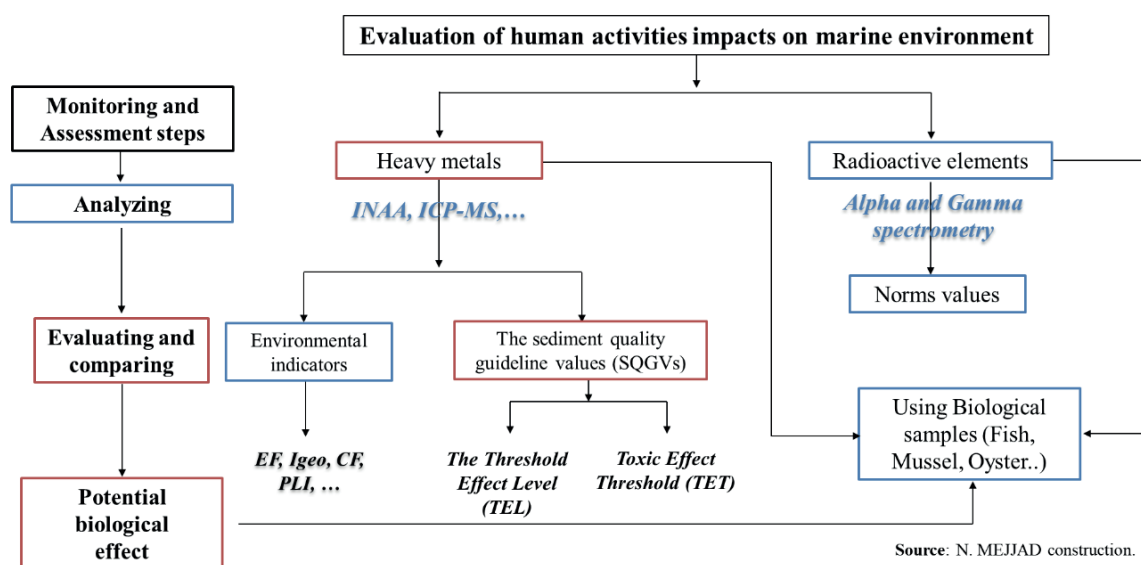 Evaluation of human activities impacts on marine environment
Monitoring and
Assessment steps
Heavy metals
Radioactive elements
Analyzing
INAA, ICP-MS,…
Alpha and Gamma
spectrometry
Norms values
Evaluating and
comparing
Environmental
indicators
The sediment quality
guideline values (SQGVs)
Using Biological
samples (Fish,
Mussel, Oyster..)
EF, Igeo, CF,
PLI, …
The Threshold
Effect Level
(TEL)
Toxic Effect
Threshold (TET)
Potential
biological
effect
Source: N. MEJJAD construction.